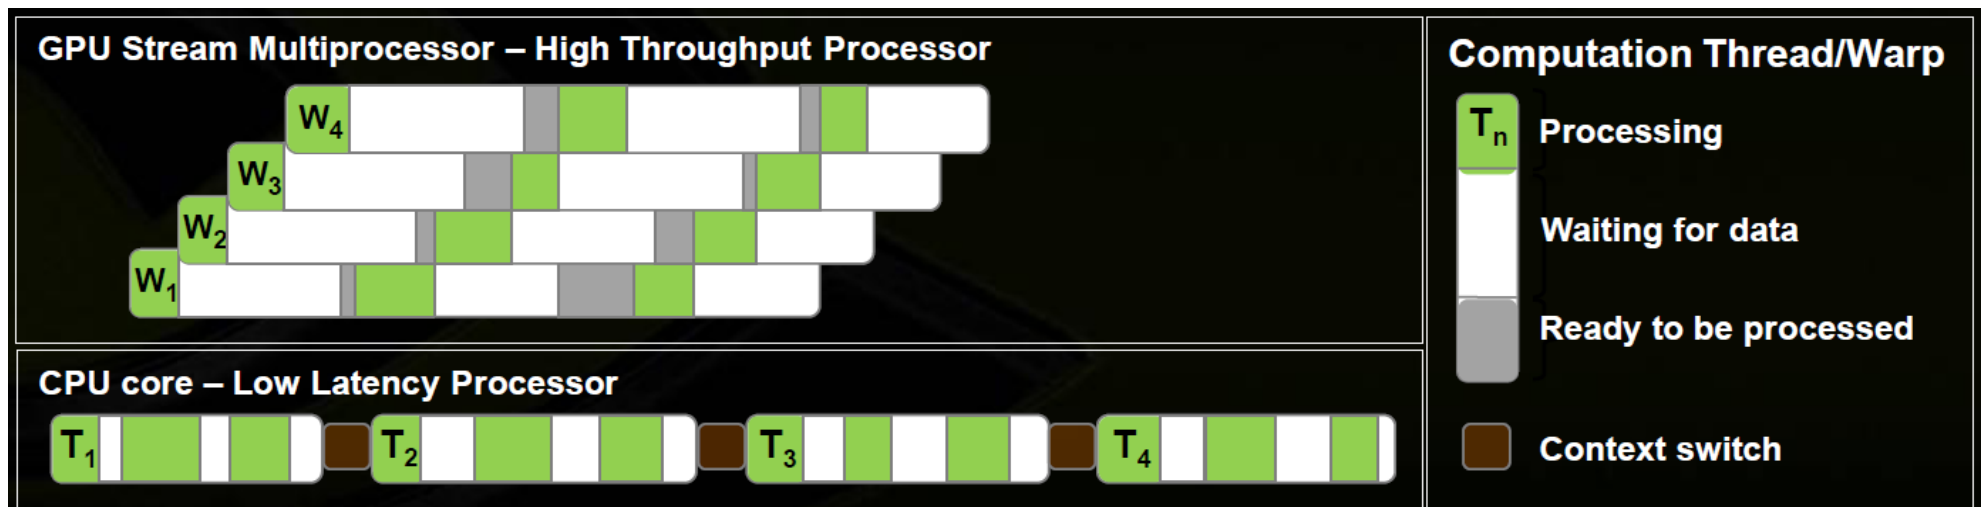 GPU Stream Multiprocessor – High Throughput Processor
W4
W3
W2
W1
CPU core – Low Latency Processor
T1 T2 T3 T4
Computation Thread/Warp
Tn
Processing
Waiting for data
Ready to be processed
Context switch